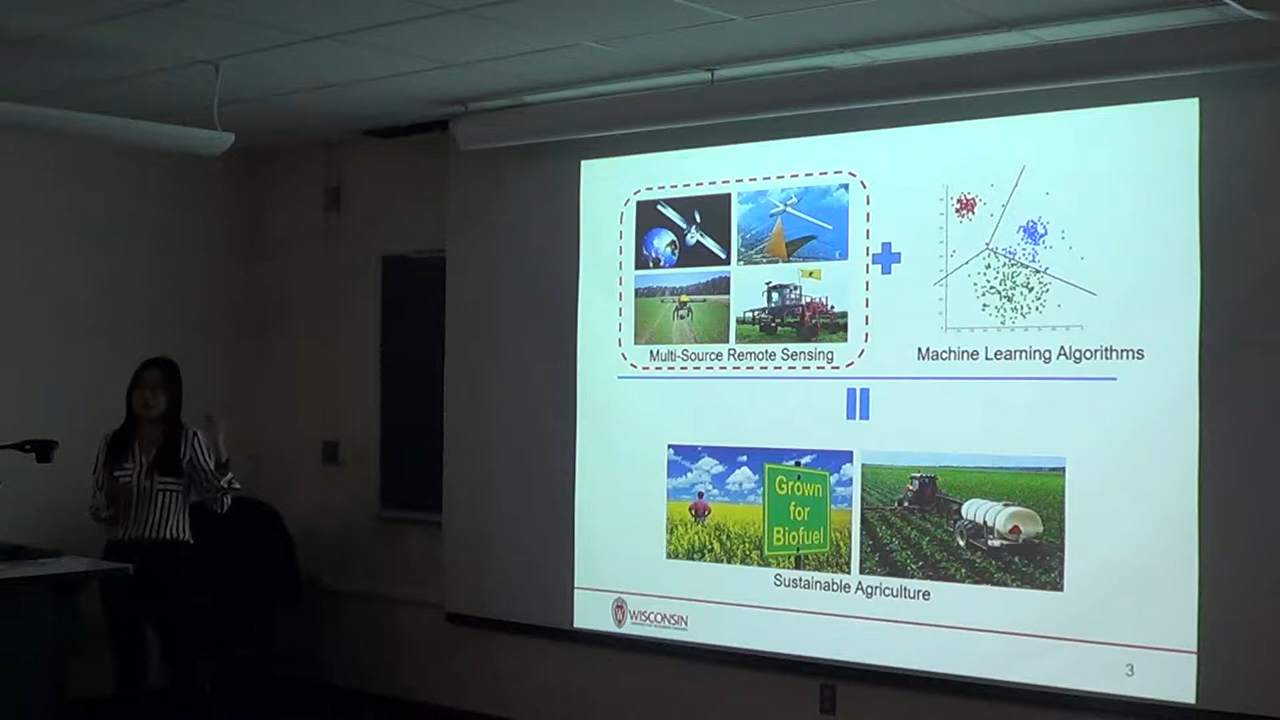 Multi-Source Remote Sensing
Machine Learning Algorithms
Grown
for
Biofuel
Sustainable Agriculture
WISCONSIN
3